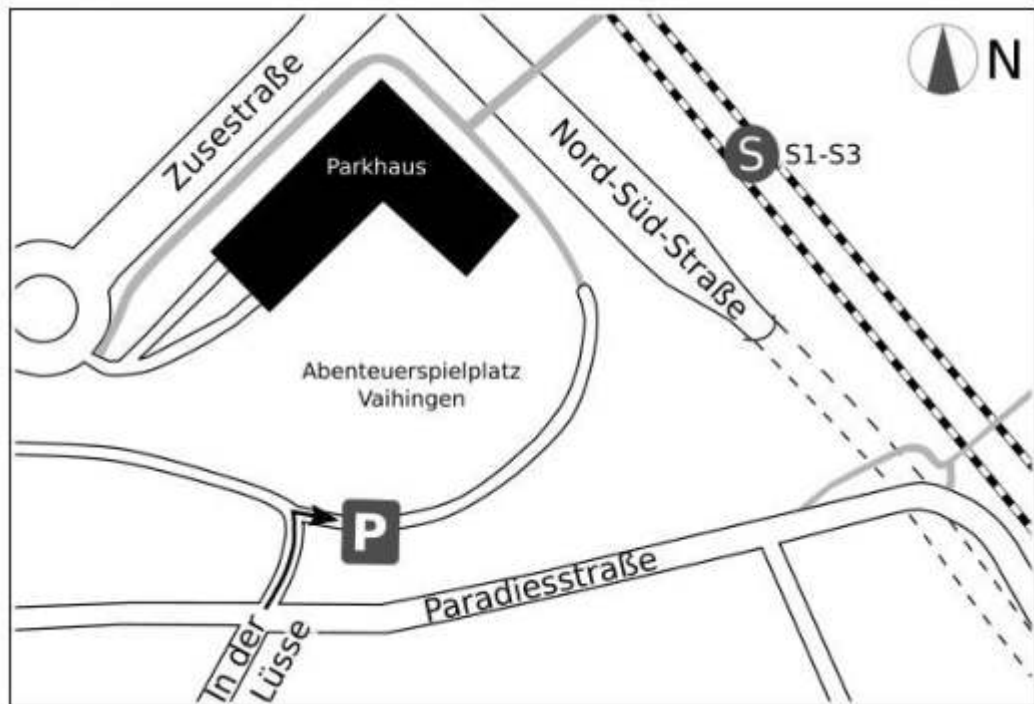 N
Zusestraße
Parkhaus
Nord-Süd-Straße
S
S1-S3
Abenteuerspielplatz
Vaihingen
P
Paradiesstraße
In der
Lüsse